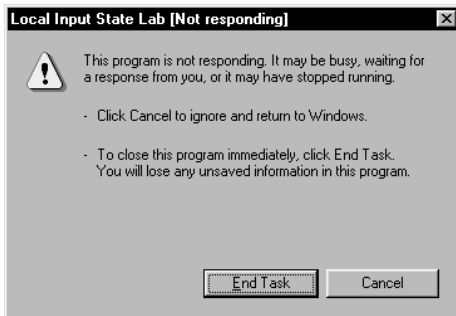 Local Input State Lab [Not responding]
This program is not responding. It may be busy, waiting for
a response from you, or it may have stopped running.
- Click Cancel to ignore and return to Windows.
- To close this program immediately, click End Task.
You will lose any unsaved information in this program.
End Task Cancel